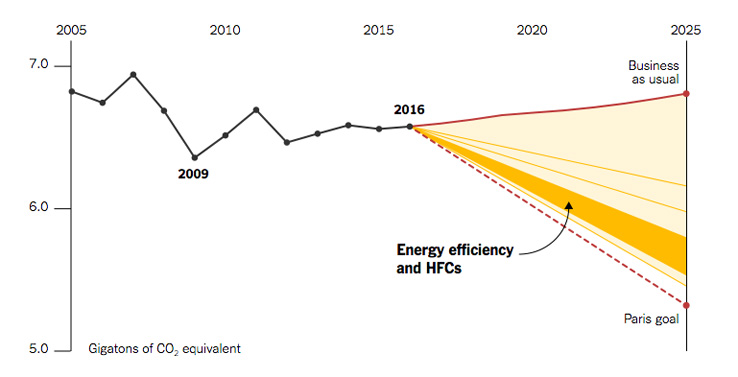 2005 2010 2015 2020 2025
7.0
Business
as usual
2016
2009
6.0
Energy efficiency
and HFCs
Paris goal
5.0 Gigatons of CO₂ equivalent